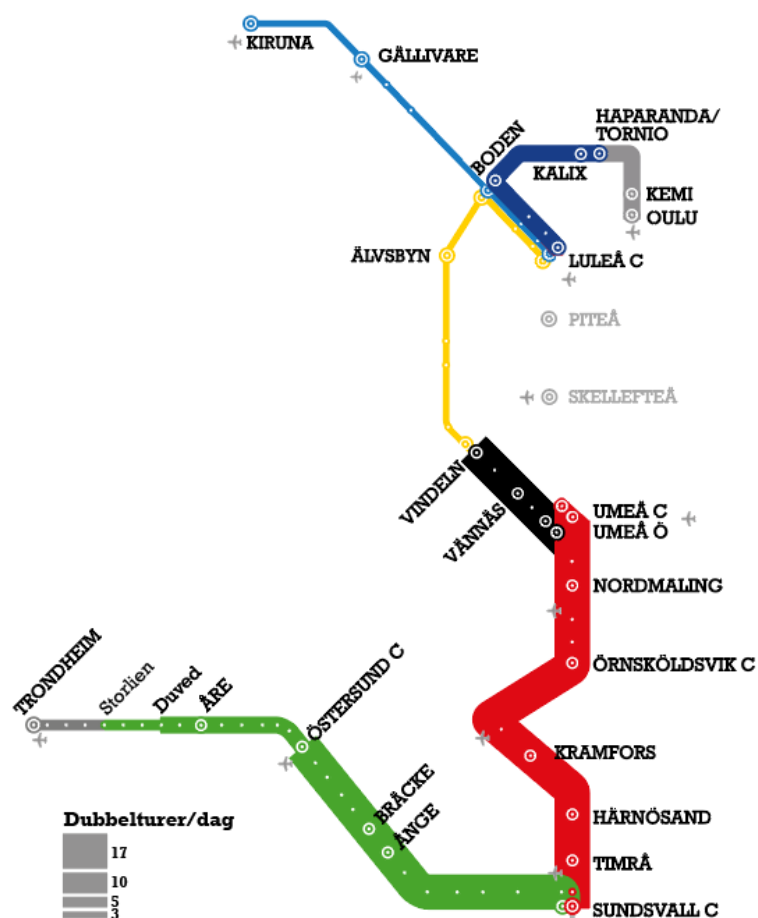 KIRUNA
GÄLLIVARE
HAPARANDA/
TORNIO
BODEN
KALIX
KEMI
OULU
ÄLVSBYN
LULEÅ C
PITEÅ
SKELLEFTEÅ
VINDELN
VÄNNÄS
UMEÅ C
UMEÅ Ö
NORDMALING
ÖRNSKÖLDSVIK C
TRONDHEIM
Storlien
Duved
ÅRE
ÖSTERSUND C
KRAMFORS
BRÄCKE
ÅNGE
HÄRNÖSAND
TIMRÅ
SUNDSVALL C
Dubbelturer/dag
17
10
5
3